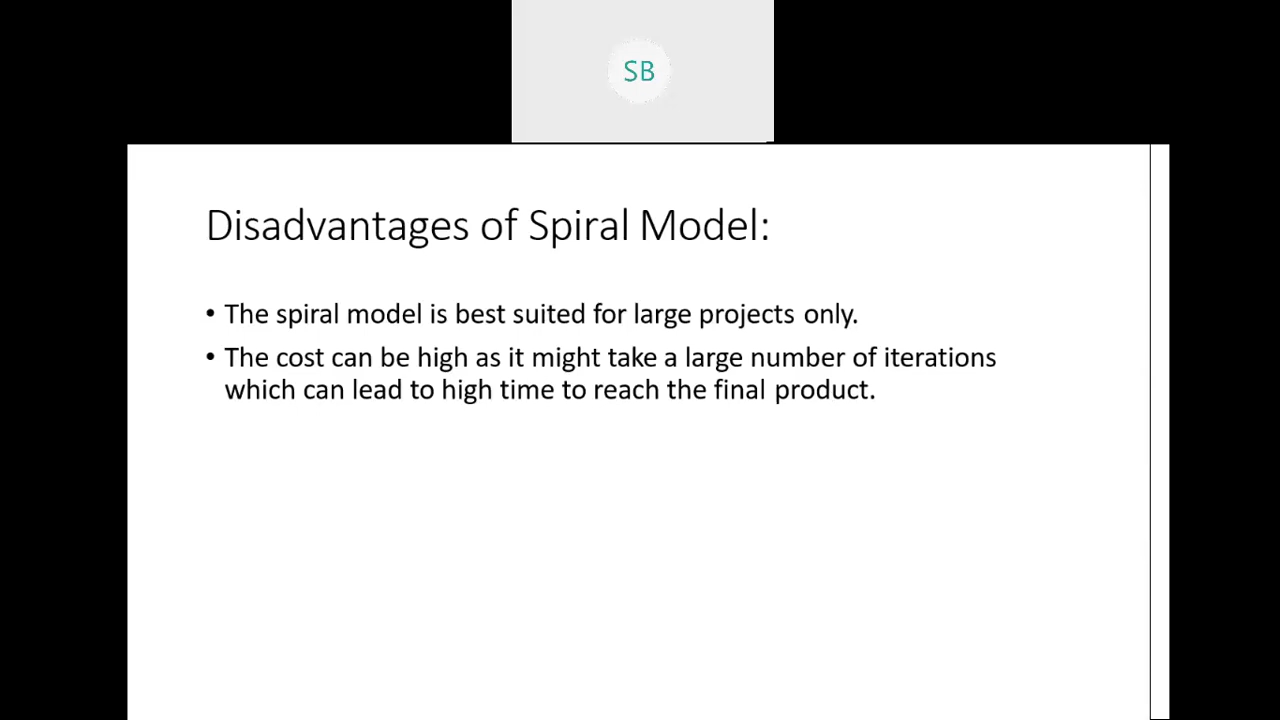 SB
Disadvantages of Spiral Model:
• The spiral model is best suited for large projects only.
• The cost can be high as it might take a large number of iterations
which can lead to high time to reach the final product.